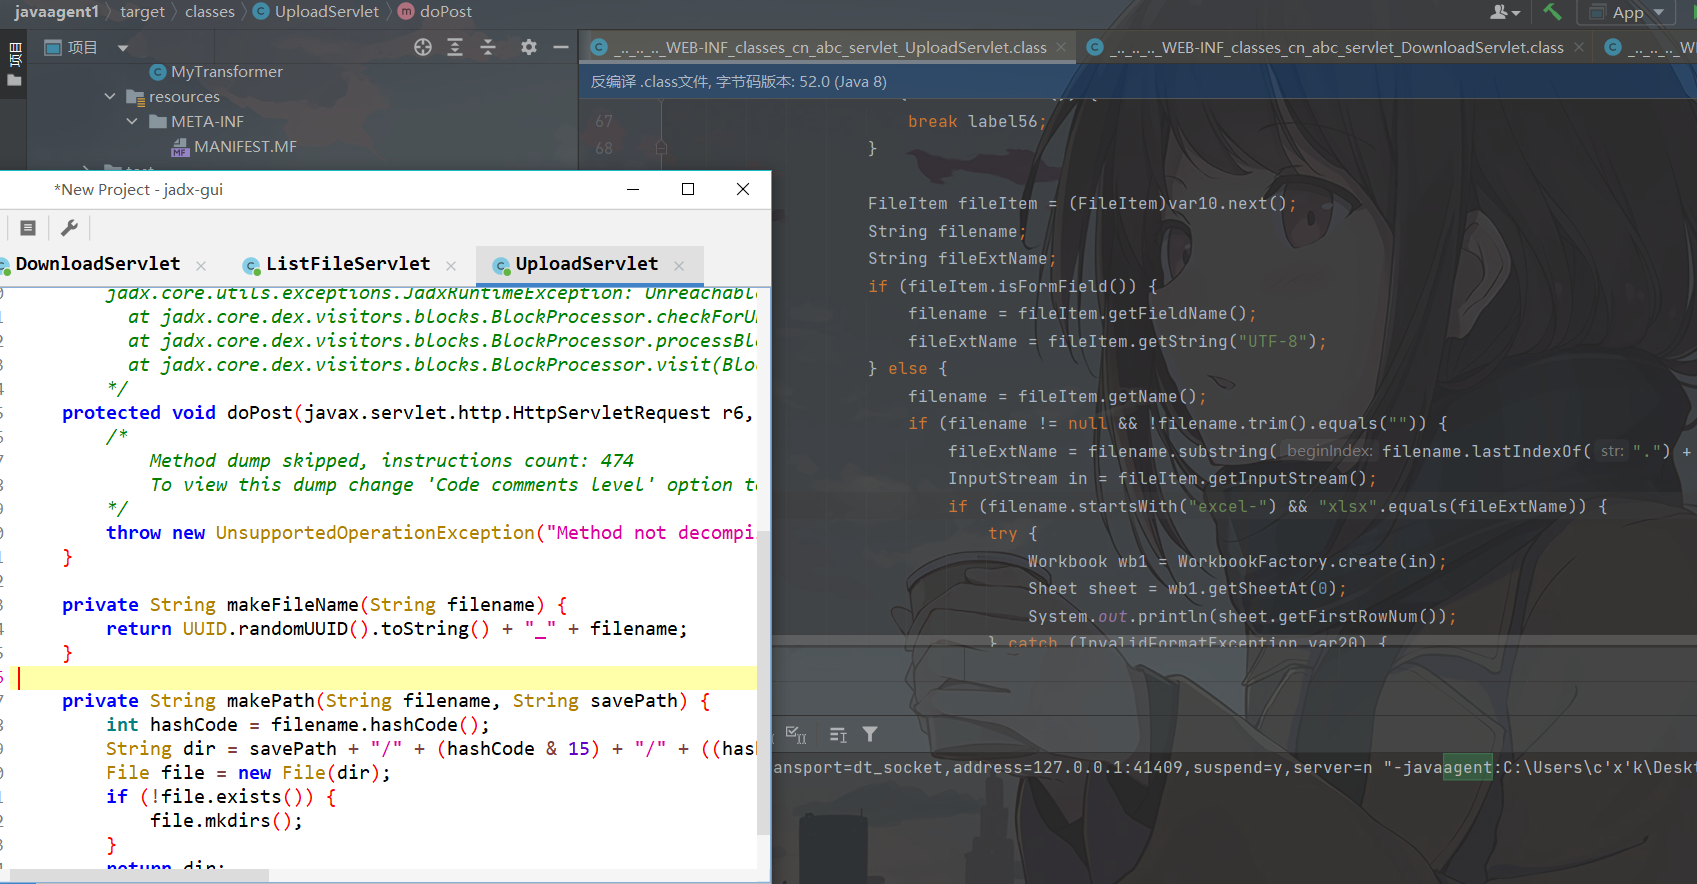 javaagent1 〉 target 〉 classes 〉 UploadServlet 〉 doPost
App
项目
项目
MyTransformer
resources
META-INF
MANIFEST.MF
_.._.._.._WEB-INF_classes_cn_abc_servlet_UploadServlet.class
_.._.._.._WEB-INF_classes_cn_abc_servlet_DownloadServlet.class
反编译 .class文件, 字节码版本: 52.0 (Java 8)
67 break label56;
68 }
FileItem fileItem = (FileItem)var10.next();
String filename;
String fileExtName;
if (fileItem.isFormField()) {
filename = fileItem.getFieldName();
fileExtName = fileItem.getString("UTF-8");
} else {
filename = fileItem.getName();
if (filename != null && !filename.trim().equals("")) {
fileExtName = filename.substring( beginIndex: filename.lastIndexOf( str: ".") +
InputStream in = fileItem.getInputStream();
if (filename.startsWith("excel-") && "xlsx".equals(fileExtName)) {
try {
Workbook wb1 = WorkbookFactory.create(in);
Sheet sheet = wb1.getSheetAt(0);
System.out.println(sheet.getFirstRowNum());
} catch (InvalidFormatException var20) {
ansport=dt_socket,address=127.0.0.1:41409,suspend=y,server=n "-javaagent:C:\Users\c'x'k\Deskt
*New Project - jadx-gui
DownloadServlet
ListFileServlet
UploadServlet
jadx.core.utils.exceptions.JadxRuntimeException: Unreachable
at jadx.core.dex.visitors.blocks.BlockProcessor.checkForU
at jadx.core.dex.visitors.blocks.BlockProcessor.processBl
at jadx.core.dex.visitors.blocks.BlockProcessor.visit(Blo
*/
protected void doPost(javax.servlet.http.HttpServletRequest r6,
/*
Method dump skipped, instructions count: 474
To view this dump change 'Code comments level' option to
*/
throw new UnsupportedOperationException("Method not decompi
}
private String makeFileName(String filename) {
return UUID.randomUUID().toString() + "_" + filename;
}
private String makePath(String filename, String savePath) {
int hashCode = filename.hashCode();
String dir = savePath + "/" + (hashCode & 15) + "/" + ((hash
File file = new File(dir);
if (!file.exists()) {
file.mkdirs();
}
return dir;